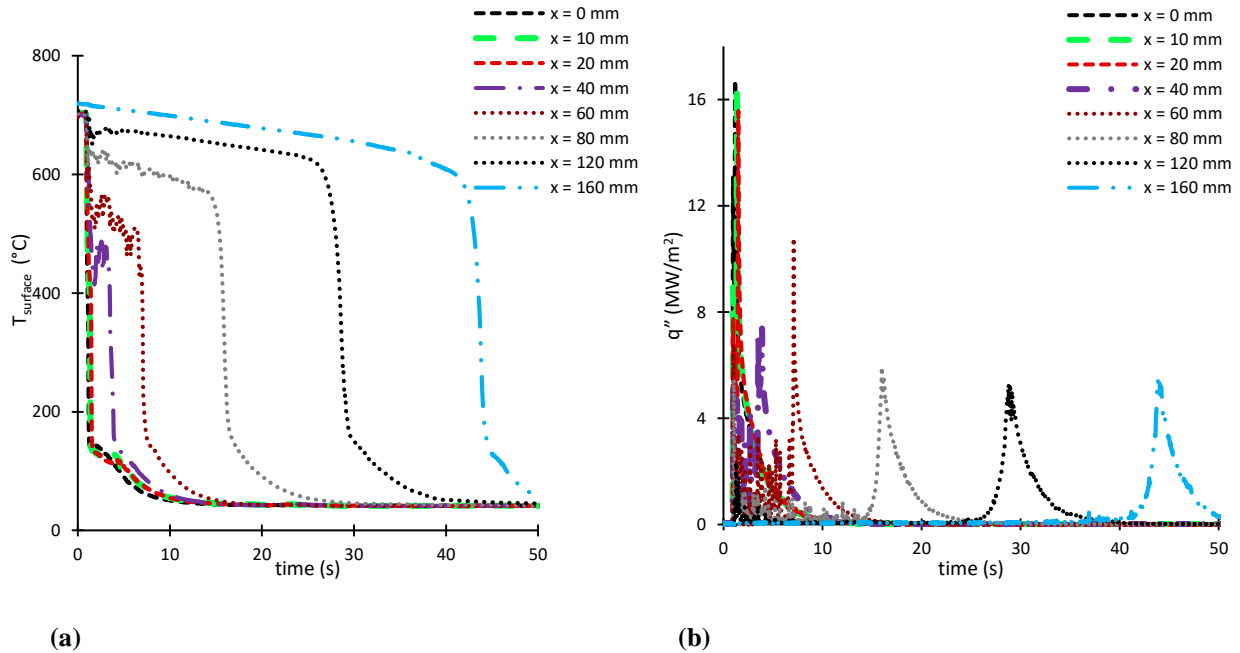 x = 0 mm
x = 10 mm
x = 20 mm
x = 40 mm
x = 60 mm
x = 80 mm
x = 120 mm
x = 160 mm
800
600
400
200
0
0 10 20 30 40 50
T_surface (°C)
time (s)
(a)
x = 0 mm
x = 10 mm
x = 20 mm
x = 40 mm
x = 60 mm
x = 80 mm
x = 120 mm
x = 160 mm
16
12
8
4
0
0 10 20 30 40 50
q″ (MW/m²)
time (s)
(b)